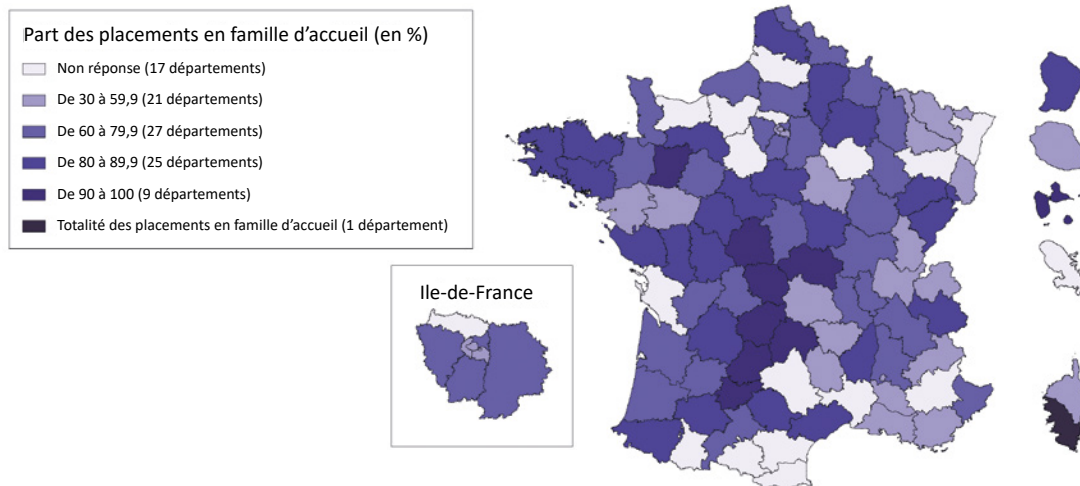 Part des placements en famille d'accueil (en %)
Non réponse (17 départements)
De 30 à 59,9 (21 départements)
De 60 à 79,9 (27 départements)
De 80 à 89,9 (25 départements)
De 90 à 100 (9 départements)
Totalité des placements en famille d'accueil (1 département)
Ile-de-France